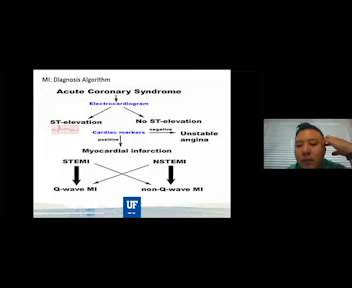 MI: Diagnosis Algorithm
Acute Coronary Syndrome
Electrocardiogram
ST-elevation
No ST-elevation
Cardiac markers
negative
Unstable angina
positive
Myocardial infarction
STEMI
NSTEMI
Q-wave MI
non-Q-wave MI
UF